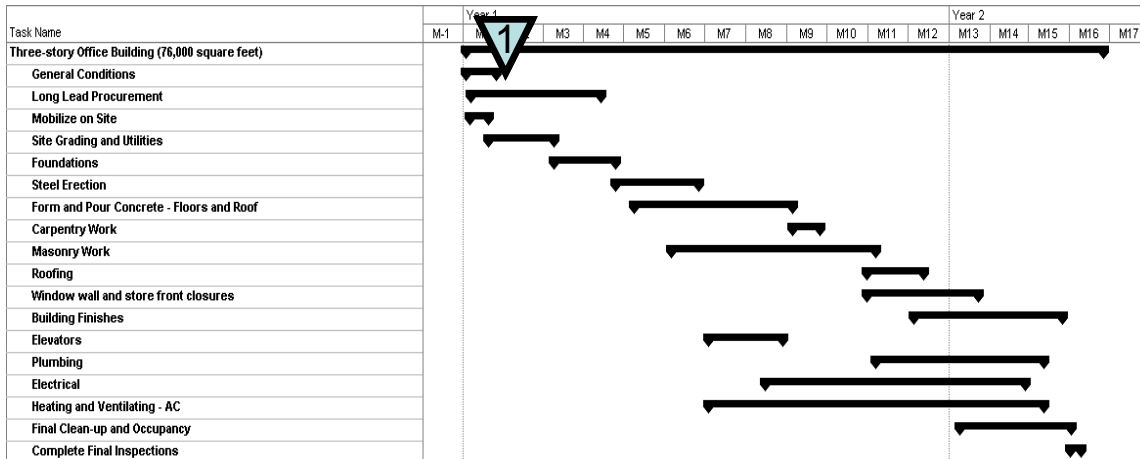 Year 1 Year 2
Task Name M-1 M 2 M3 M4 M5 M6 M7 M8 M9 M10 M11 M12 M13 M14 M15 M16 M17
1
Three-story Office Building (76,000 square feet)
General Conditions
Long Lead Procurement
Mobilize on Site
Site Grading and Utilities
Foundations
Steel Erection
Form and Pour Concrete - Floors and Roof
Carpentry Work
Masonry Work
Roofing
Window wall and store front closures
Building Finishes
Elevators
Plumbing
Electrical
Heating and Ventilating - AC
Final Clean-up and Occupancy
Complete Final Inspections